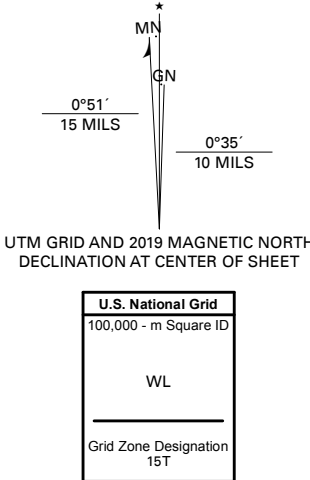 ★
MN
GN
0°51´
15 MILS
0°35´
10 MILS
UTM GRID AND 2019 MAGNETIC NORTH
DECLINATION AT CENTER OF SHEET
U.S. National Grid
100,000 - m Square ID
WL
Grid Zone Designation
15T